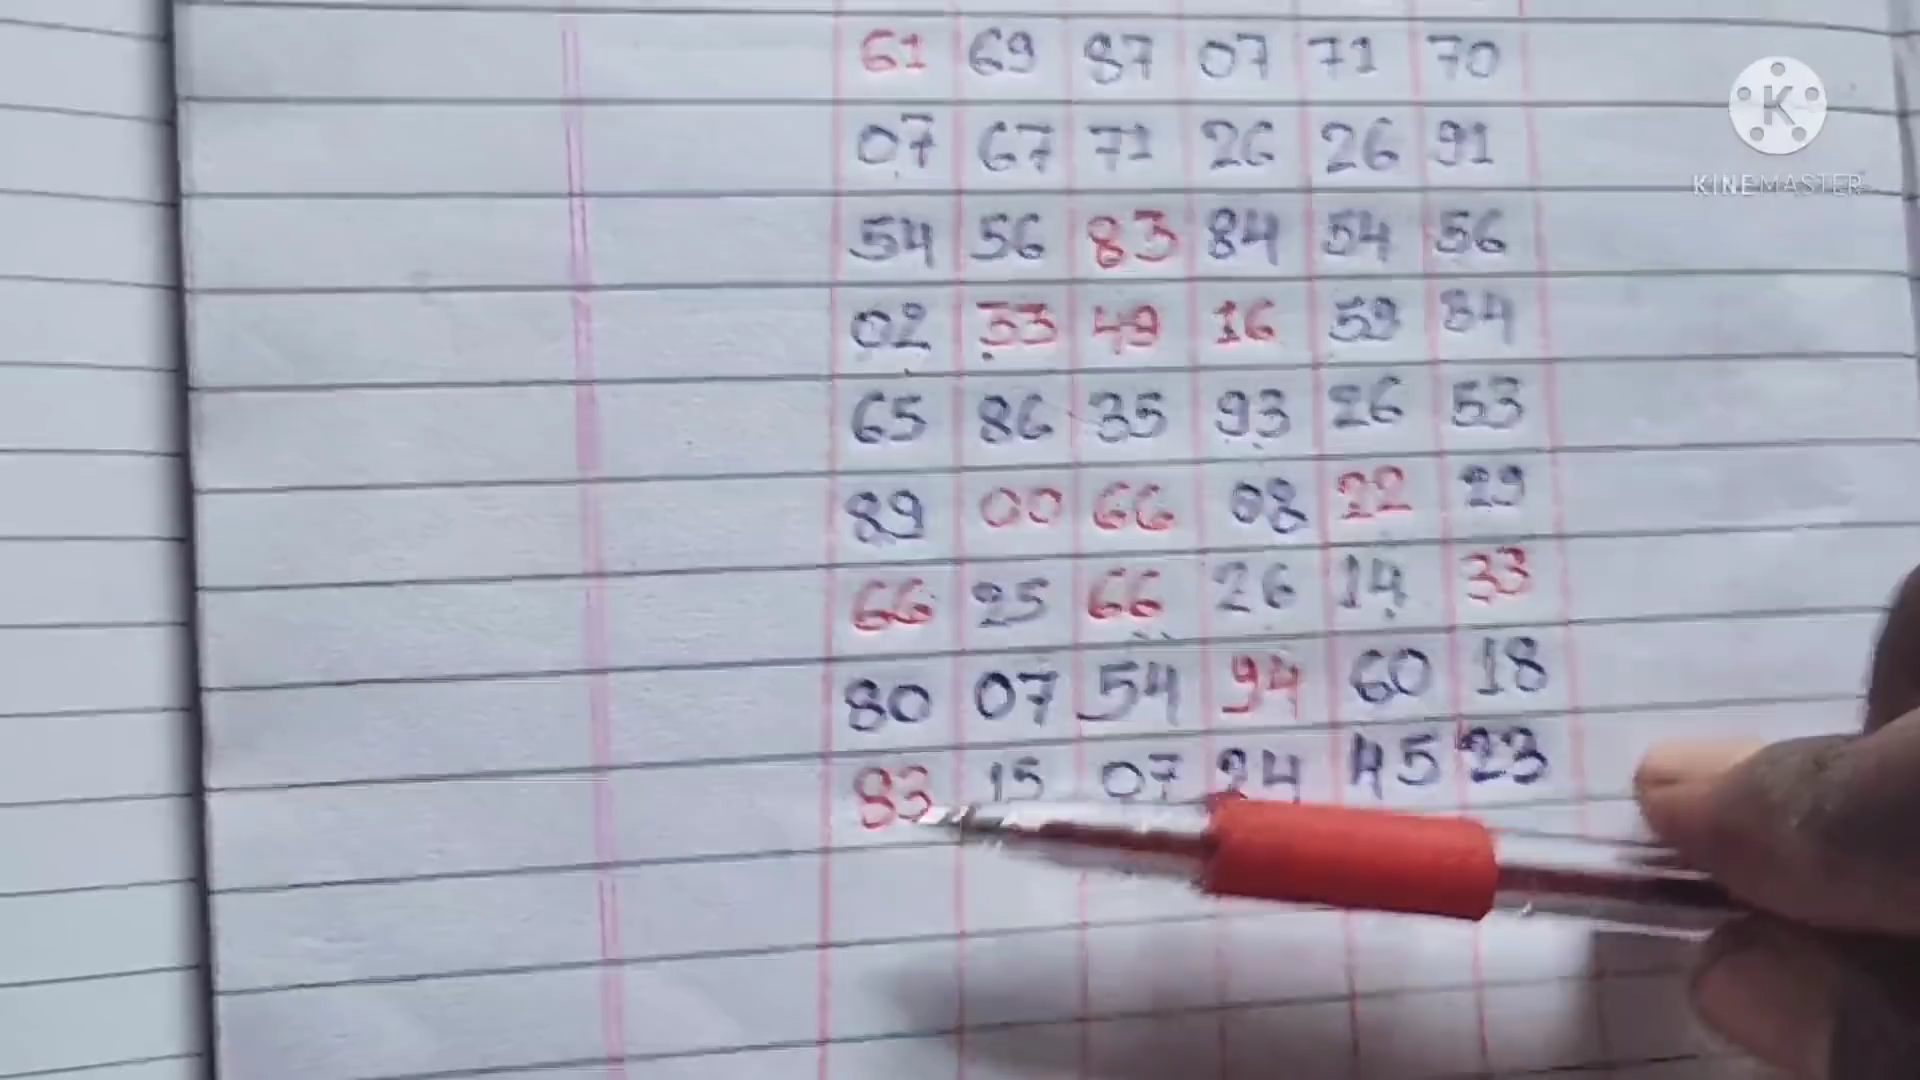 61 69 87 07 71 70
07 67 71 26 26 91
54 56 83 84 54 56
02 33 49 16 59 84
65 86 35 93 26 53
89 00 66 08 22 29
66 25 66 26 14 33
80 07 54 94 60 18
83 15 07 24 45 23
K
KINEMASTER